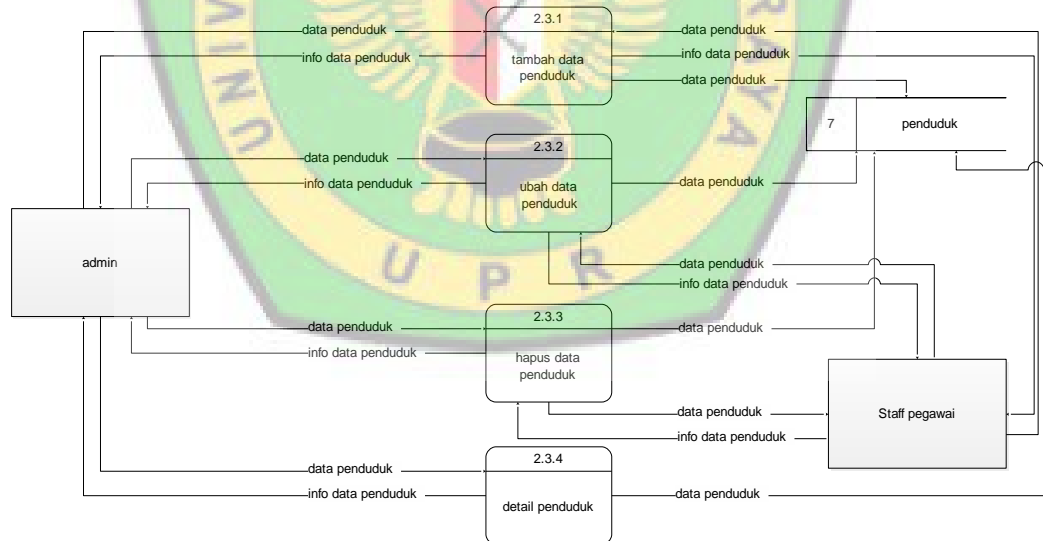 2.3.1
data penduduk
data penduduk
info data penduduk
tambah data
penduduk
info data penduduk
data penduduk
7
penduduk
2.3.2
data penduduk
info data penduduk
ubah data
penduduk
data penduduk
admin
data penduduk
info data penduduk
2.3.3
data penduduk
data penduduk
info data penduduk
hapus data
penduduk
data penduduk
Staff pegawai
info data penduduk
2.3.4
data penduduk
info data penduduk
detail penduduk
data penduduk
UNIV
RAYA
U P R